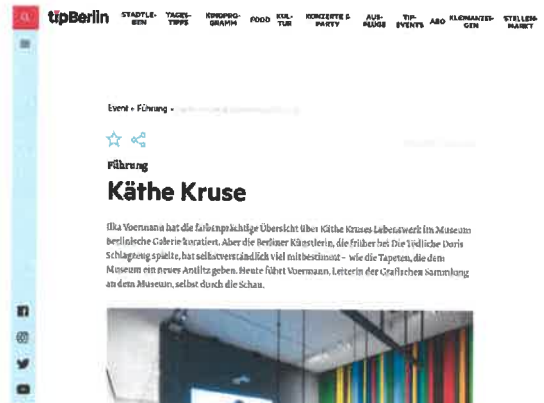 tipBerlin
STADTLE-
BEN
TAGES-
TIPPS
KINOPRO-
GRAMM
FOOD
KUL-
TUR
KONZERTE &
PARTY
AUS-
FLÜGE
TIP-
EVENTS
ABO
KLEINANZEI-
GEN
STELLEN-
MARKT
Event » Führung »
Führung
Käthe Kruse
Ilka Voermann hat die farbenprächtige Übersicht über Käthe Kruses Lebenswerk im Museum
Berlinische Galerie kuratiert. Aber die Berliner Künstlerin, die früher bei Die Tödliche Doris
Schlagzeug spielte, hat selbstverständlich viel mitbestimmt – wie die Tapeten, die dem
Museum ein neues Antlitz geben. Heute führt Voermann, Leiterin der Grafischen Sammlung
an dem Museum, selbst durch die Schau.